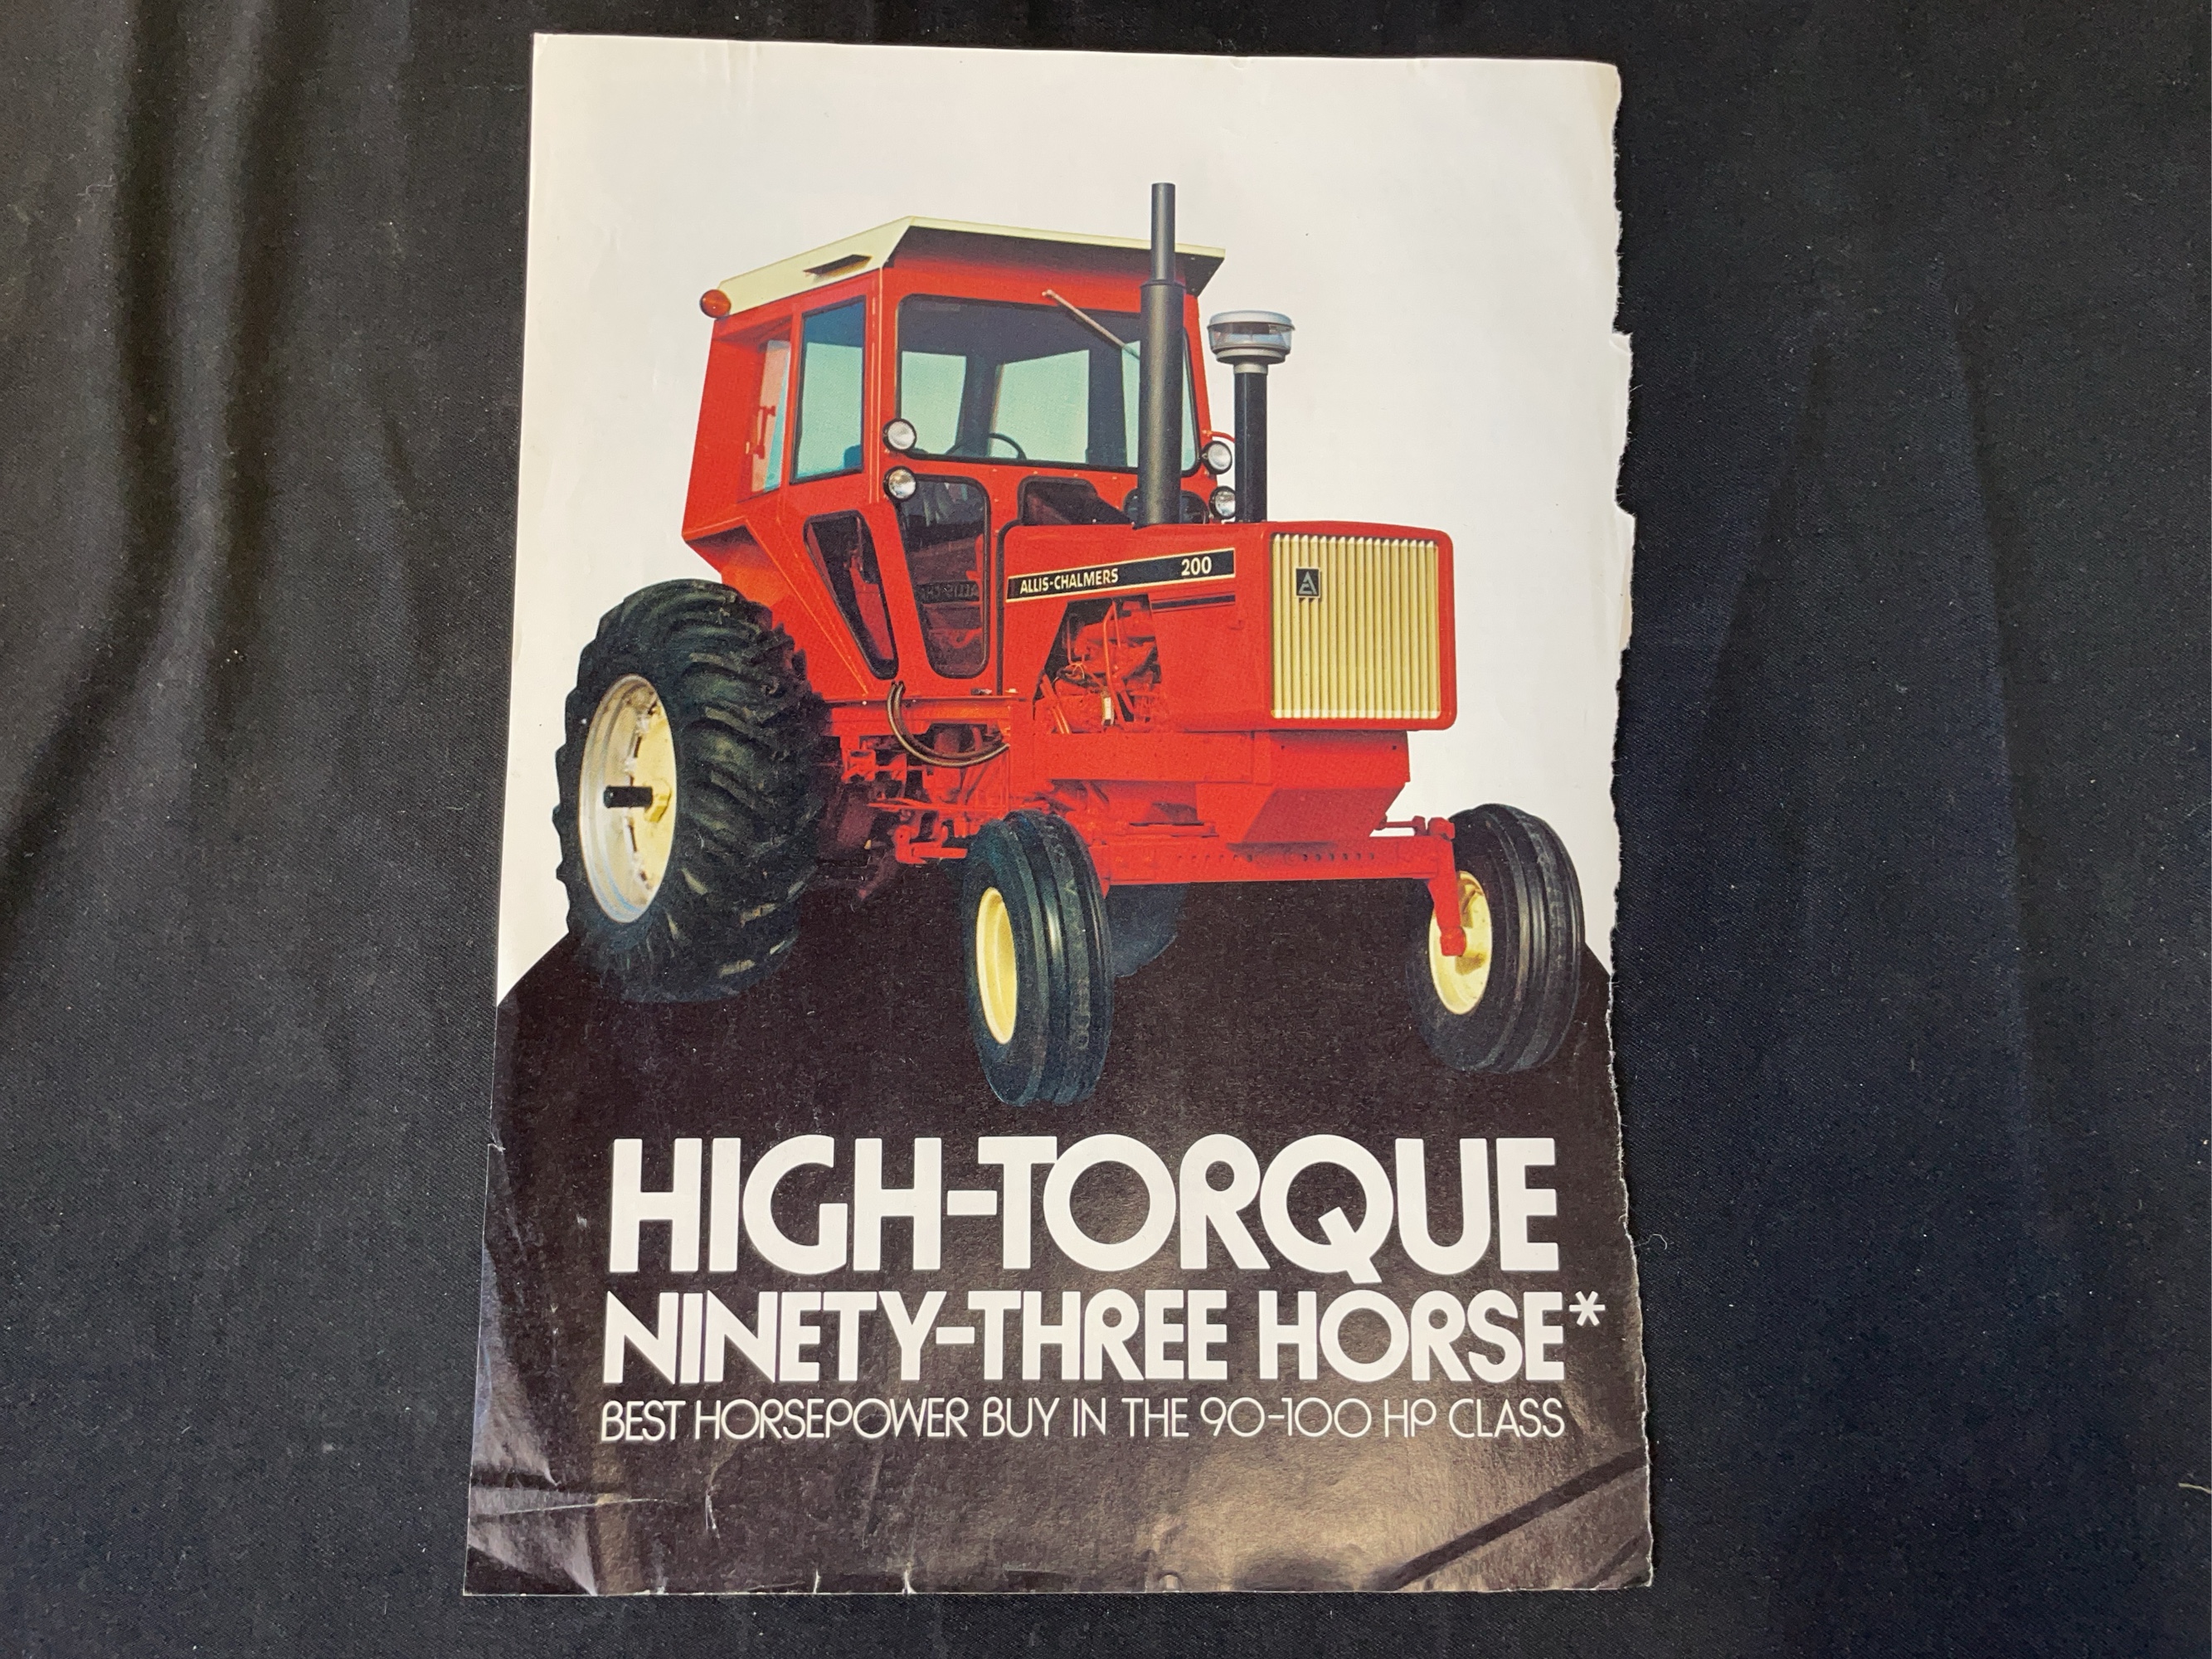 ALLIS-CHALMERS 200
HIGH-TORQUE
NINETY-THREE HORSE*
BEST HORSEPOWER BUY IN THE 90-100 HP CLASS